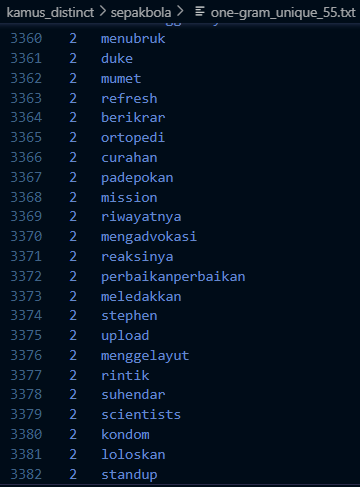 kamus_distinct > sepakbola > one-gram_unique_55.txt
3360 2 menubruk
3361 2 duke
3362 2 mumet
3363 2 refresh
3364 2 berikrar
3365 2 ortopedi
3366 2 curahan
3367 2 padepokan
3368 2 mission
3369 2 riwayatnya
3370 2 mengadvokasi
3371 2 reaksinya
3372 2 perbaikanperbaikan
3373 2 meledakkan
3374 2 stephen
3375 2 upload
3376 2 menggelayut
3377 2 rintik
3378 2 suhendar
3379 2 scientists
3380 2 kondom
3381 2 loloskan
3382 2 standup